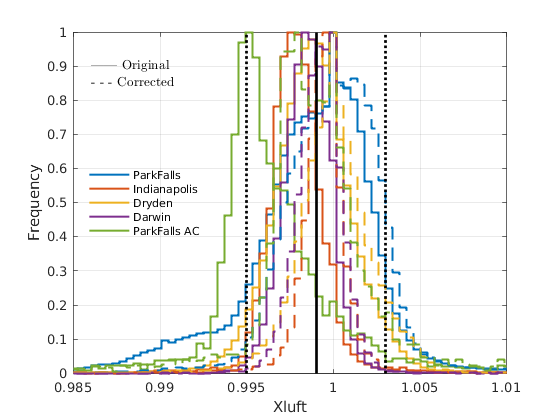 1
0.9
Original
Corrected
0.8
0.7
0.6
ParkFalls
Indianapolis
Dryden
Darwin
ParkFalls AC
Frequency
0.5
0.4
0.3
0.2
0.1
0
0.985 0.99 0.995 1 1.005 1.01
Xluft